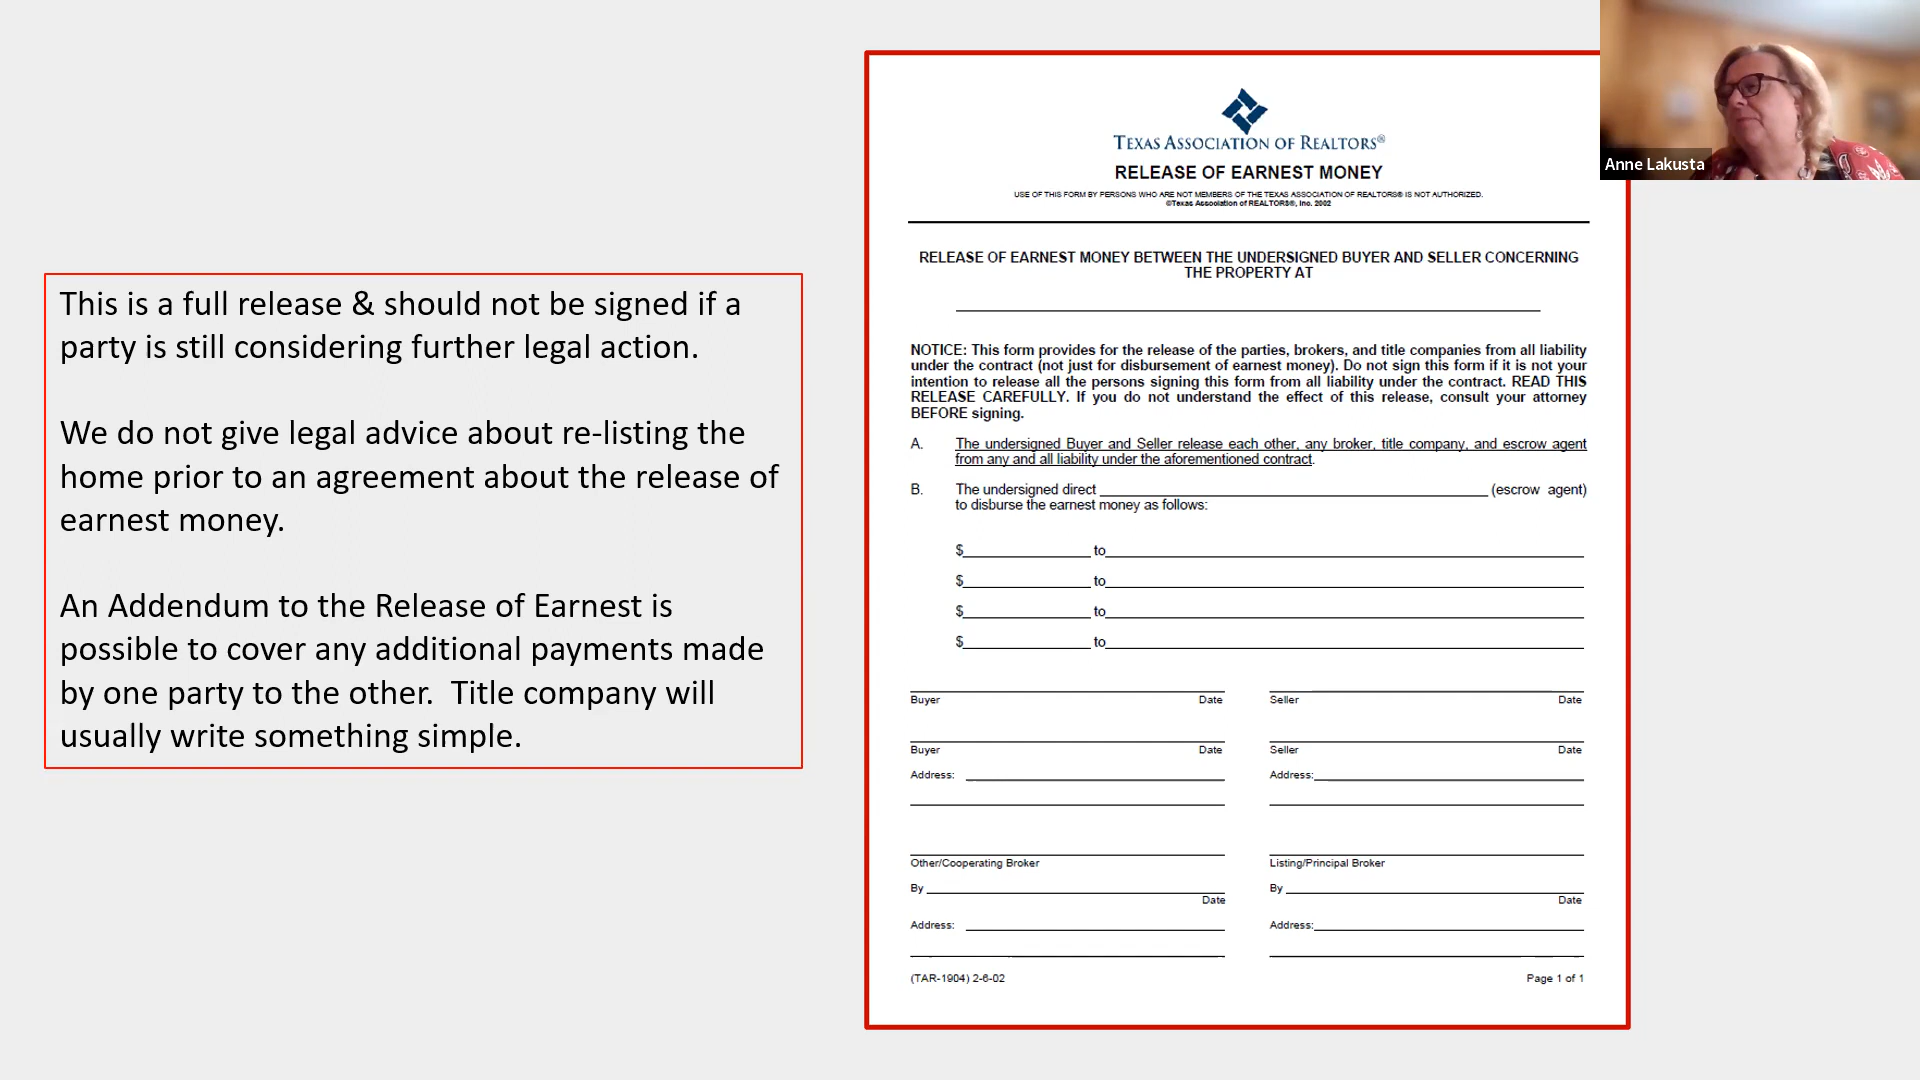 This is a full release & should not be signed if a
party is still considering further legal action.
We do not give legal advice about re-listing the
home prior to an agreement about the release of
earnest money.
An Addendum to the Release of Earnest is
possible to cover any additional payments made
by one party to the other.  Title company will
usually write something simple.
TEXAS ASSOCIATION OF REALTORS®
RELEASE OF EARNEST MONEY
USE OF THIS FORM BY PERSONS WHO ARE NOT MEMBERS OF THE TEXAS ASSOCIATION OF REALTORS® IS NOT AUTHORIZED.
©Texas Association of REALTORS®, Inc. 2002
RELEASE OF EARNEST MONEY BETWEEN THE UNDERSIGNED BUYER AND SELLER CONCERNING
THE PROPERTY AT
NOTICE: This form provides for the release of the parties, brokers, and title companies from all liability
under the contract (not just for disbursement of earnest money). Do not sign this form if it is not your
intention to release all the persons signing this form from all liability under the contract. READ THIS
RELEASE CAREFULLY. If you do not understand the effect of this release, consult your attorney
BEFORE signing.
A. The undersigned Buyer and Seller release each other, any broker, title company, and escrow agent
from any and all liability under the aforementioned contract.
B. The undersigned direct (escrow agent)
to disburse the earnest money as follows:
$ to
$ to
$ to
$ to
Buyer Date Seller Date
Buyer Date Seller Date
Address: Address:
Other/Cooperating Broker Listing/Principal Broker
By By
Date Date
Address: Address:
(TAR-1904) 2-6-02 Page 1 of 1
Anne Lakusta